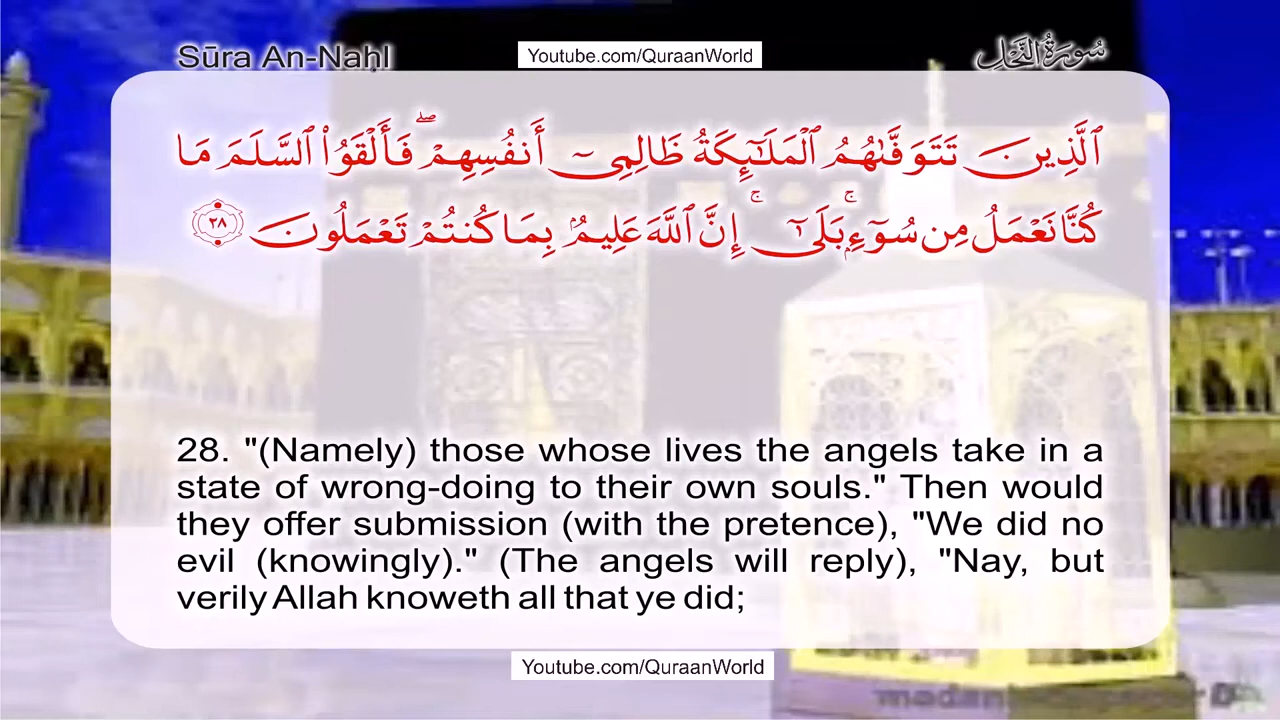 Sūra An-Naḥl
Youtube.com/QuraanWorld
سُورَةُ النَّحْلِ
ٱلَّذِينَ تَتَوَفَّىٰهُمُ ٱلْمَلَـٰٓئِكَةُ ظَالِمِىٓ أَنفُسِهِمْ ۖ فَأَلْقَوُا۟ ٱلسَّلَمَ مَا
كُنَّا نَعْمَلُ مِن سُوٓءٍۭ ۚ بَلَىٰٓ ۚ إِنَّ ٱللَّهَ عَلِيمٌۢ بِمَا كُنتُمْ تَعْمَلُونَ ٢٨
28. "(Namely) those whose lives the angels take in a
state of wrong-doing to their own souls." Then would
they offer submission (with the pretence), "We did no
evil (knowingly)." (The angels will reply), "Nay, but
verily Allah knoweth all that ye did;
Youtube.com/QuraanWorld